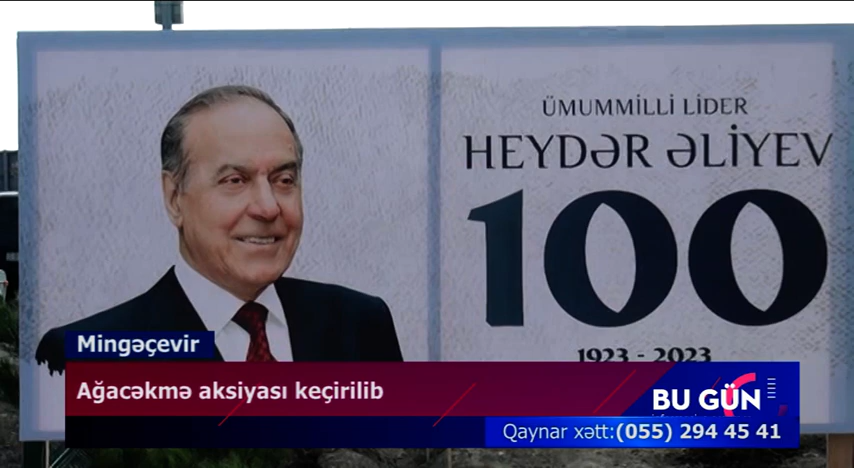 ÜMUMMİLLİ LİDER
HEYDƏR ƏLİYEV
100
1923 - 2023
Mingəçevir
Ağacəkmə aksiyası keçirilib
BU GÜN
Qaynar xətt:(055) 294 45 41